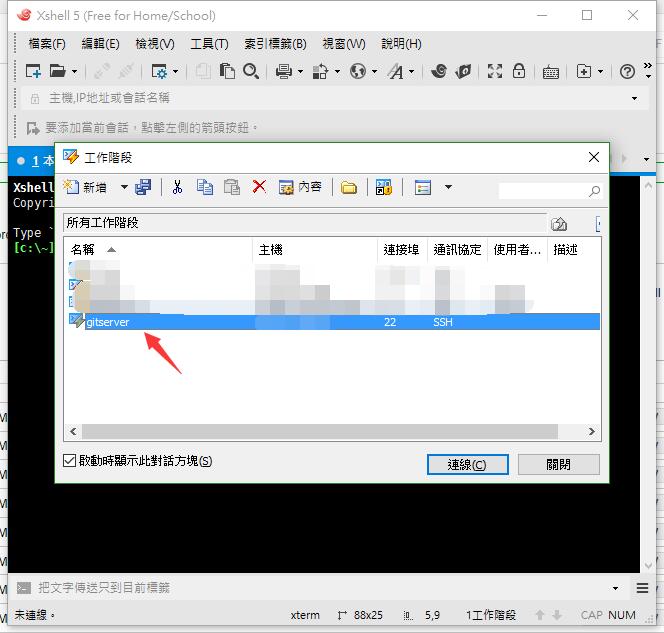 Xshell 5 (Free for Home/School)
檔案(F) 編輯(E) 檢視(V) 工具(T) 索引標籤(B) 視窗(W) 說明(H)
主機,IP地址或會話名稱
要添加當前會話，點擊左側的箭頭按鈕。
1 本
Xshell
Copyri
Type `
[c:\~]
工作階段
新增 內容
所有工作階段
名稱 主機 連接埠 通訊協定 使用者... 描述
gitserver 22 SSH
啟動時顯示此對話方塊(S)
連線(C) 關閉
把文字傳送只到目前標籤
未連線。 xterm 88x25 5,9 1工作階段 CAP NUM